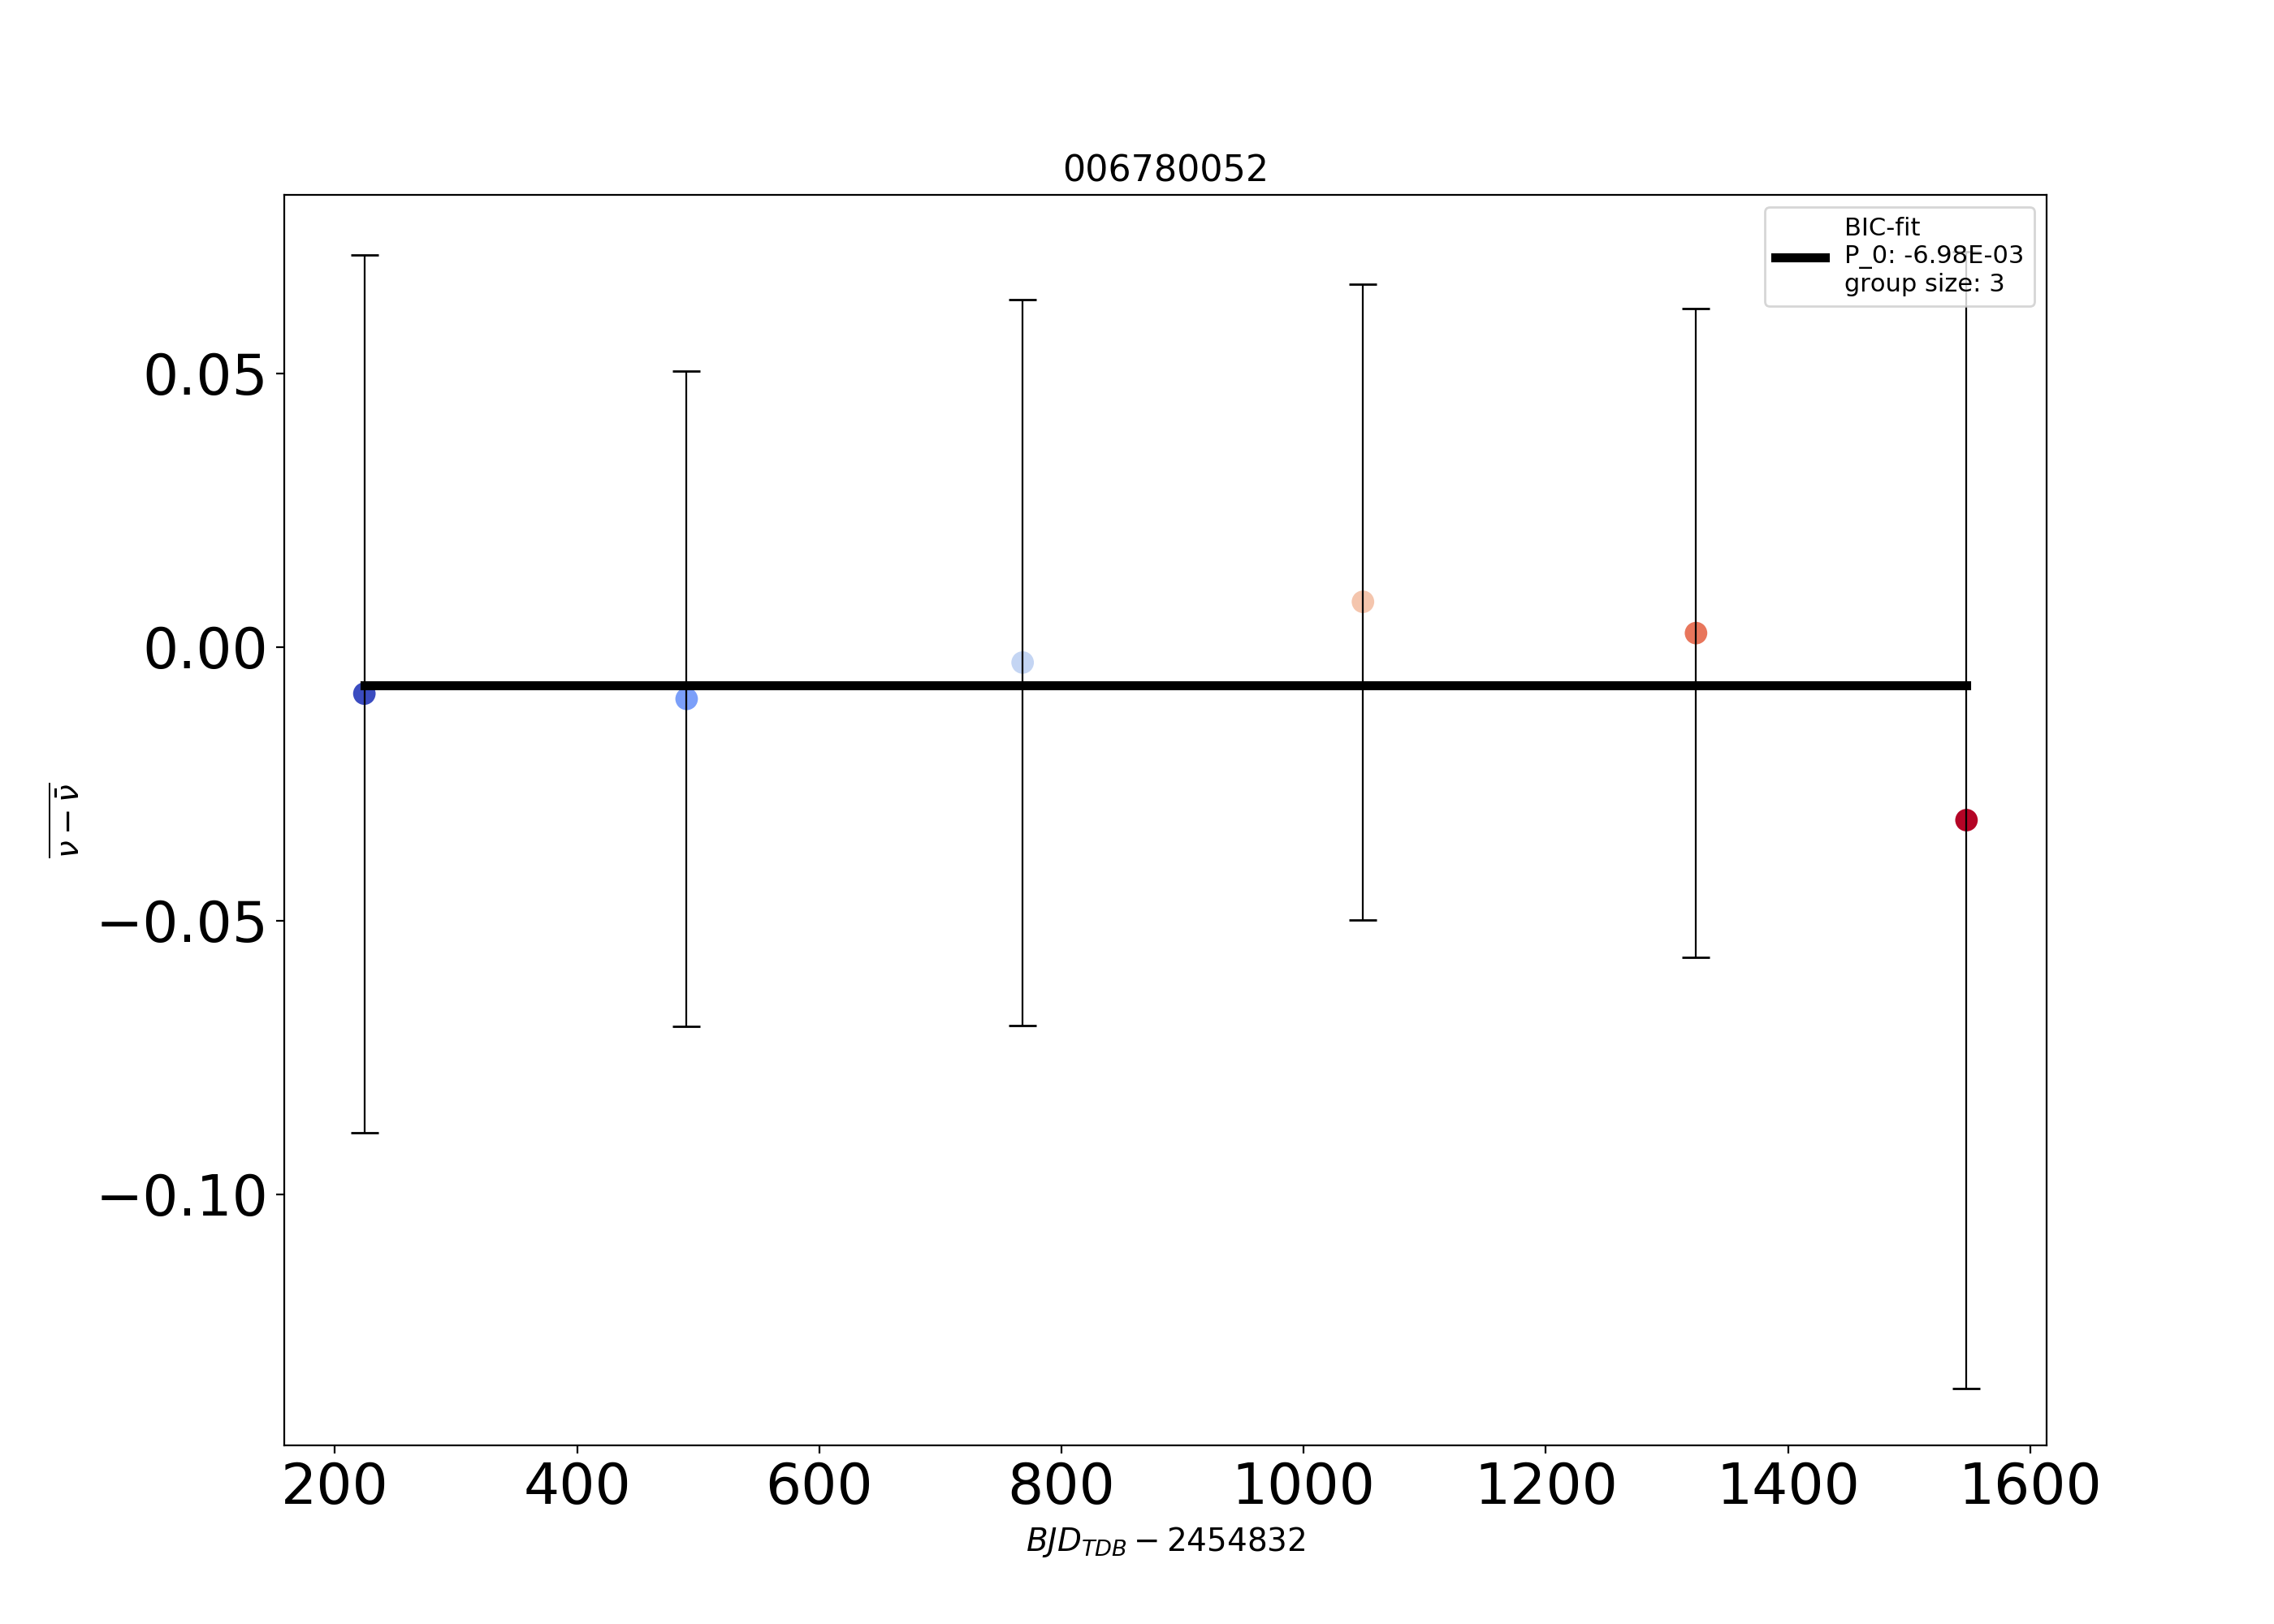 006780052
BIC-fit
P_0: -6.98E-03
group size: 3
0.05
0.00
−0.05
−0.10
ν − ν̄
200 400 600 800 1000 1200 1400 1600
BJD_TDB − 2454832